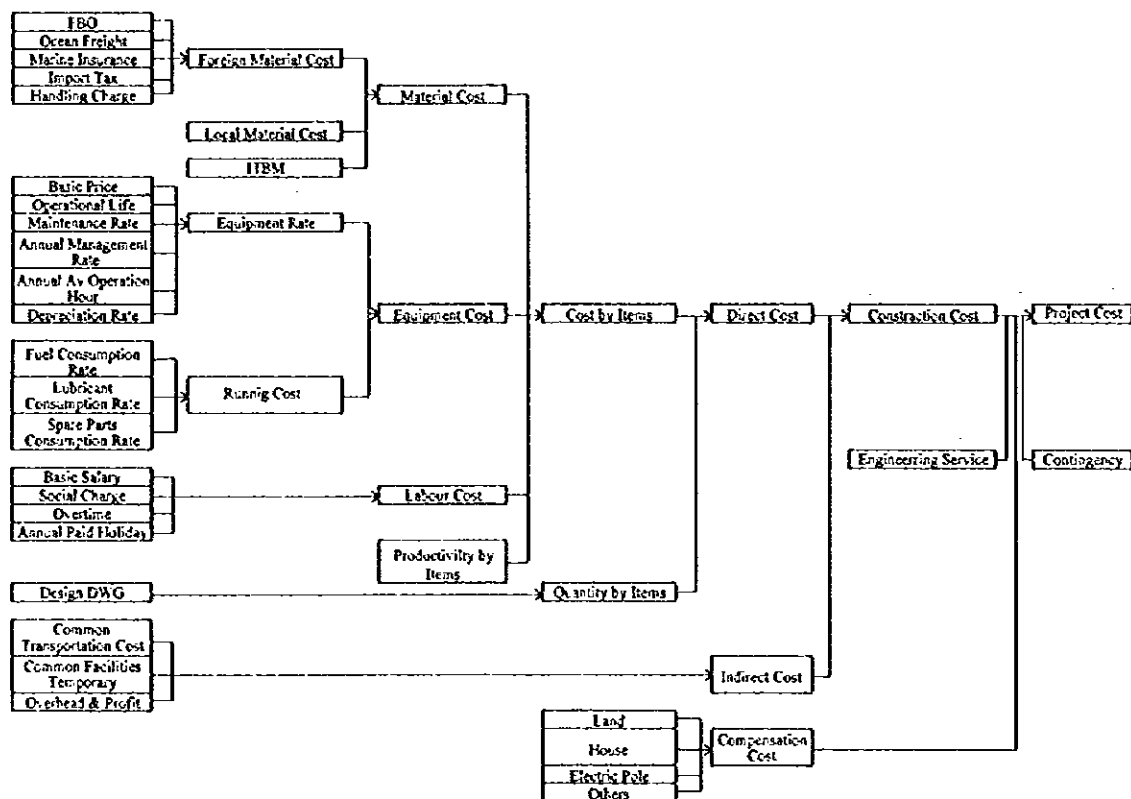 FBO
Ocean Freight
Marine Insurance
Import Tax
Handling Charge
Foreign Material Cost
Material Cost
Local Material Cost
ITBM
Basic Price
Operational Life
Maintenance Rate
Annual Management
Rate
Annual Av Operation
Hour
Depreciation Rate
Equipment Rate
Equipment Cost
Cost by Items
Direct Cost
Constraction Cost
Project Cost
Fuel Consumption
Rate
Lubricant
Consumption Rate
Spare Parts
Consumption Rate
Runnig Cost
Engineerring Service
Contingency
Basic Salary
Social Charge
Overtime
Annual Paid Holiday
Labour Cost
Productivilty by
Items
Design DWG
Quantity by Items
Common
Transportation Cost
Common Facilities
Temporary
Overhead & Profit
Indirect Cost
Land
House
Electric Pole
Others
Compensation
Cost